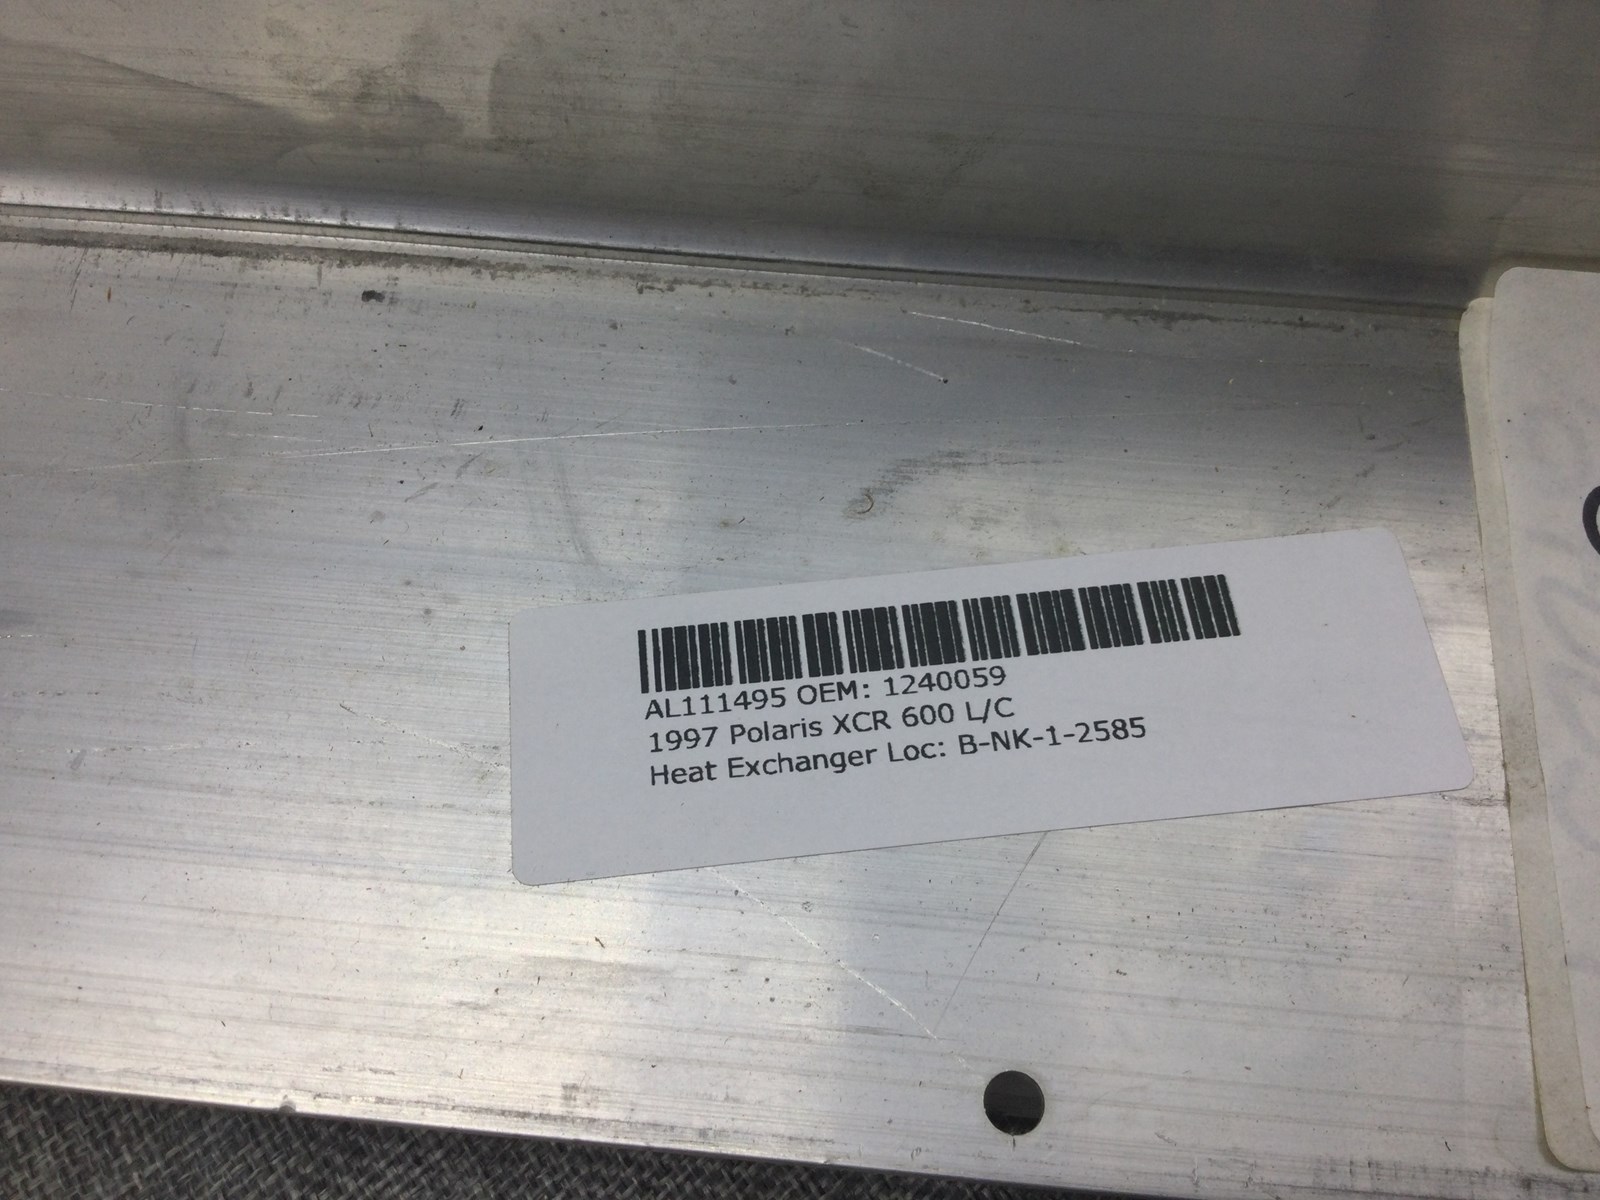 AL111495 OEM: 1240059
1997 Polaris XCR 600 L/C
Heat Exchanger Loc: B-NK-1-2585